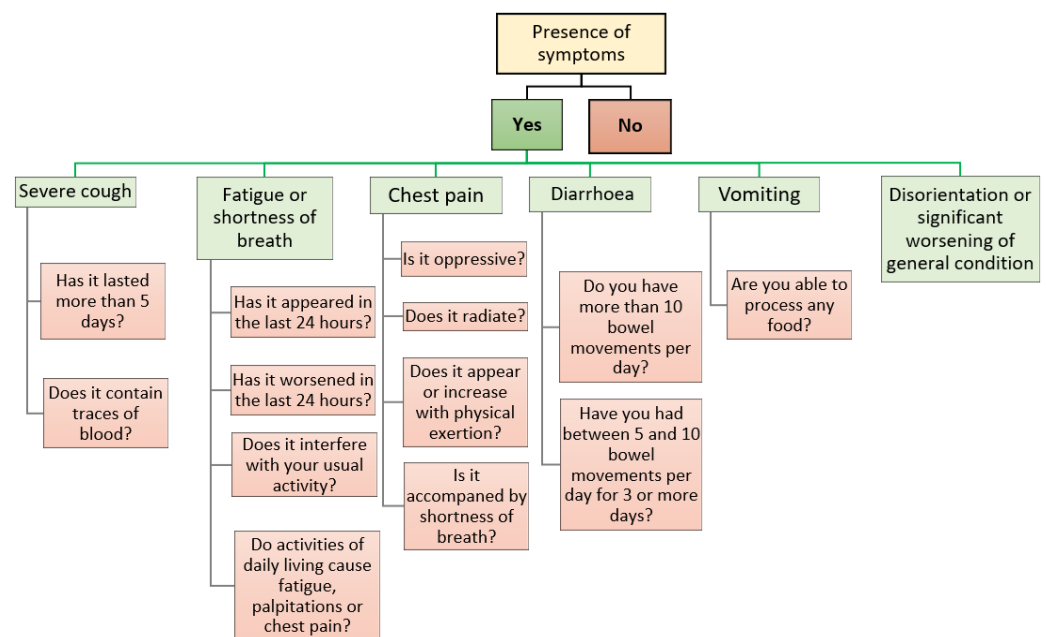 Presence of
symptoms
Yes
No
Severe cough
Has it lasted
more than 5
days?
Does it contain
traces of
blood?
Fatigue or
shortness of
breath
Has it appeared in
the last 24 hours?
Has it worsened in
the last 24 hours?
Does it interfere
with your usual
activity?
Do activities of
daily living cause
fatigue,
palpitations or
chest pain?
Chest pain
Is it oppressive?
Does it radiate?
Does it appear
or increase
with physical
exertion?
Is it
accompaned by
shortness of
breath?
Diarrhoea
Do you have
more than 10
bowel
movements per
day?
Have you had
between 5 and 10
bowel
movements per
day for 3 or more
days?
Vomiting
Are you able to
process any
food?
Disorientation or
significant
worsening of
general condition